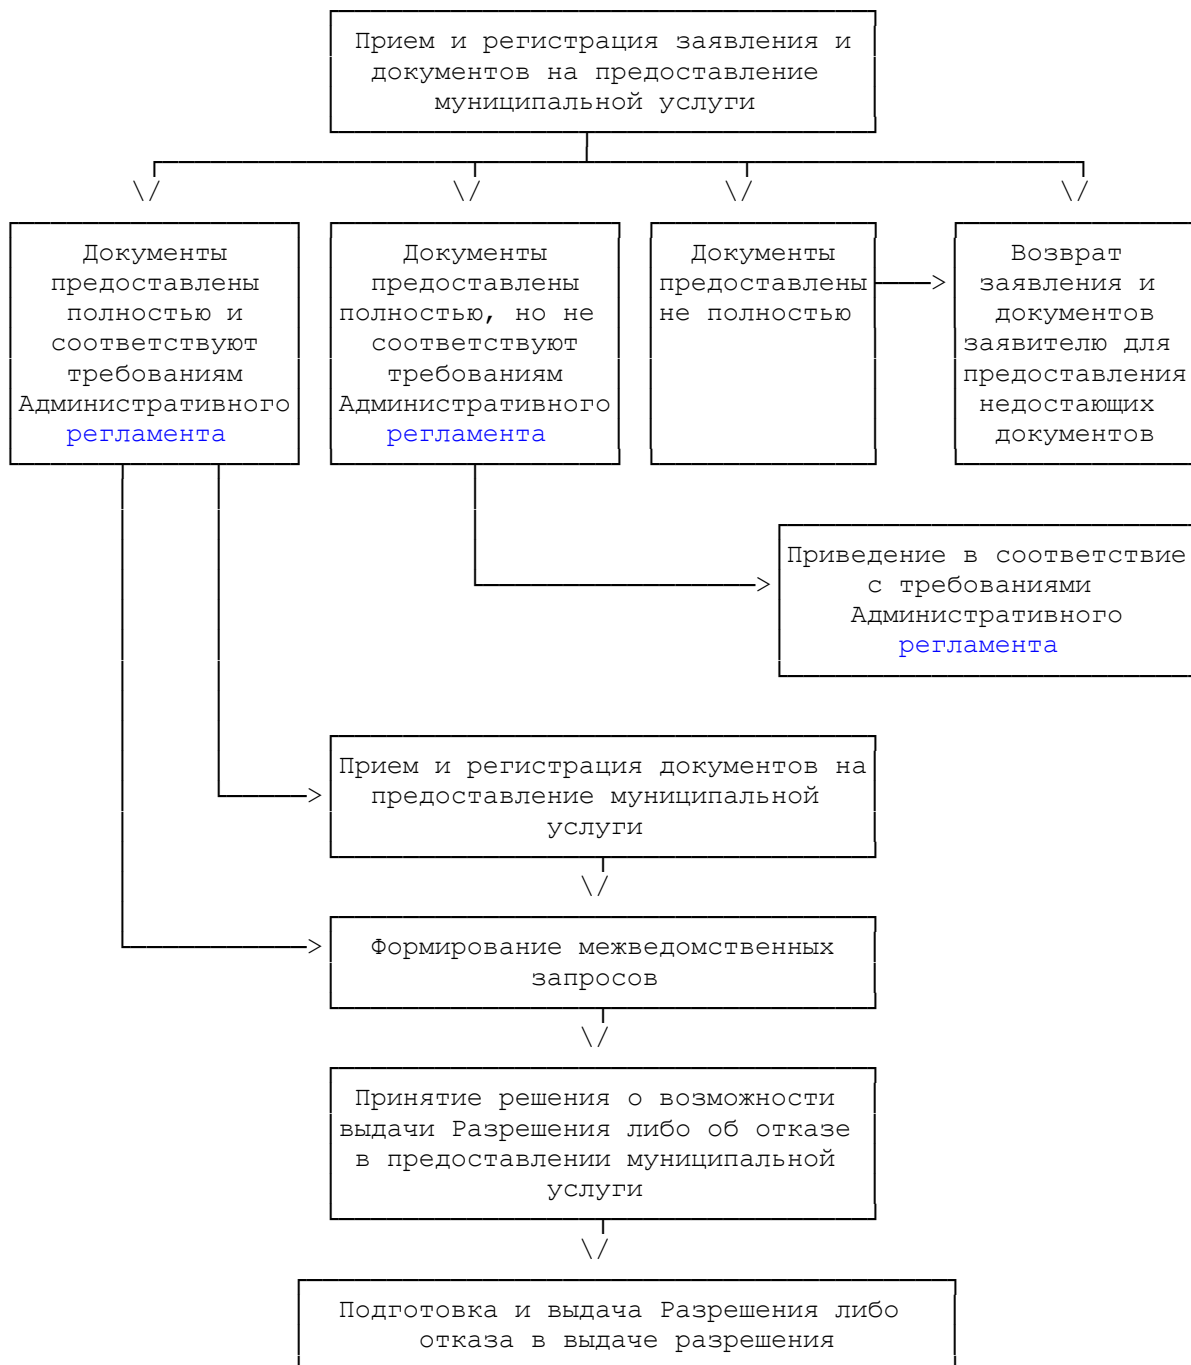 Прием и регистрация заявления и
документов на предоставление
муниципальной услуги
Документы
предоставлены
полностью и
соответствуют
требованиям
Административного
регламента
Документы
предоставлены
полностью, но не
соответствуют
требованиям
Административного
регламента
Документы
предоставлены
не полностью
Возврат
заявления и
документов
заявителю для
предоставления
недостающих
документов
Приведение в соответствие
с требованиями
Административного
регламента
Прием и регистрация документов на
предоставление муниципальной
услуги
Формирование межведомственных
запросов
Принятие решения о возможности
выдачи Разрешения либо об отказе
в предоставлении муниципальной
услуги
Подготовка и выдача Разрешения либо
отказа в выдаче разрешения